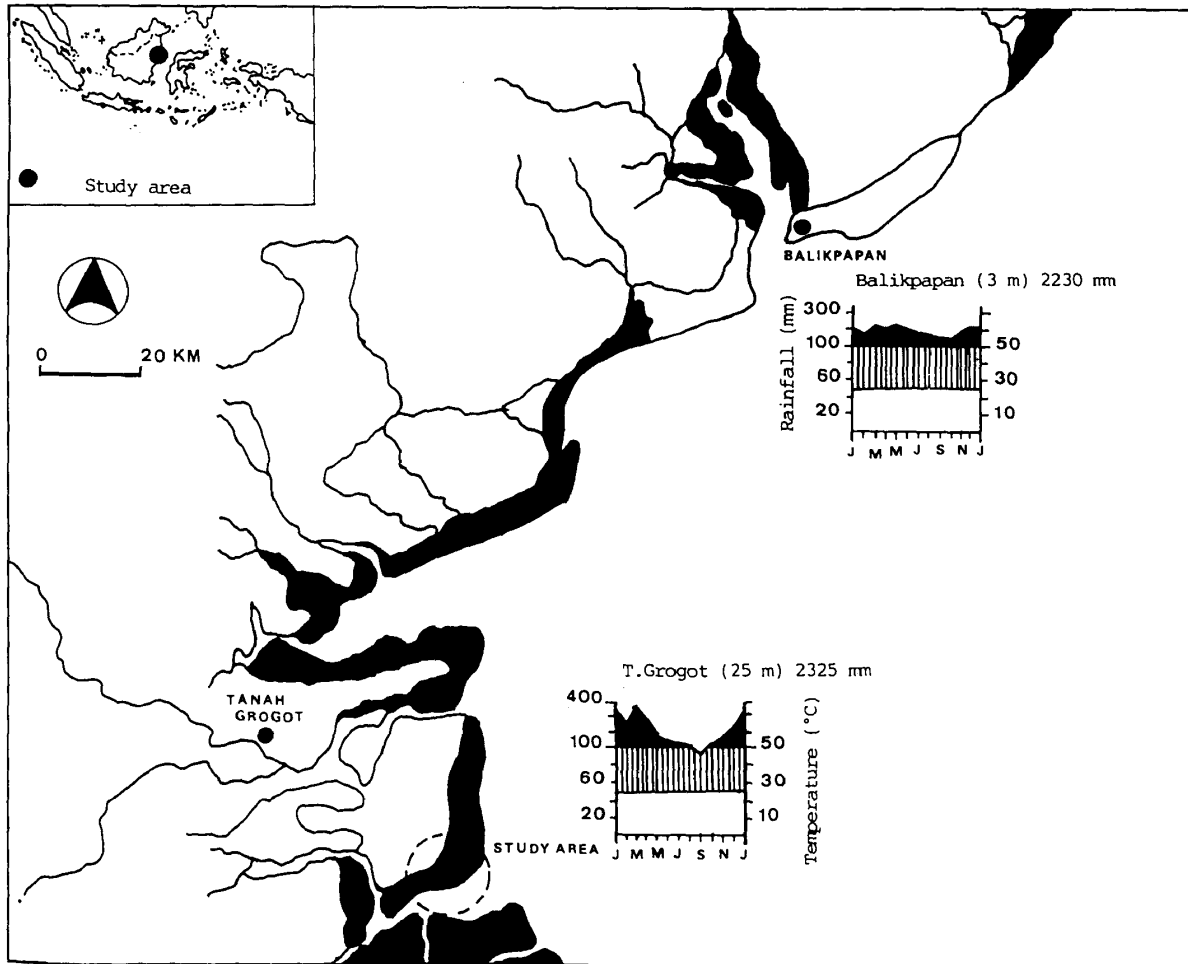 Study area
0 20 KM
BALIKPAPAN
Balikpapan (3 m) 2230 mm
Rainfall (mm)
300
100
60
20
50
30
10
J M M J S N J
TANAH
GROGOT
T.Grogot (25 m) 2325 mm
400
100
60
20
50
30
10
Temperature (°C)
J M M J S N J
STUDY AREA